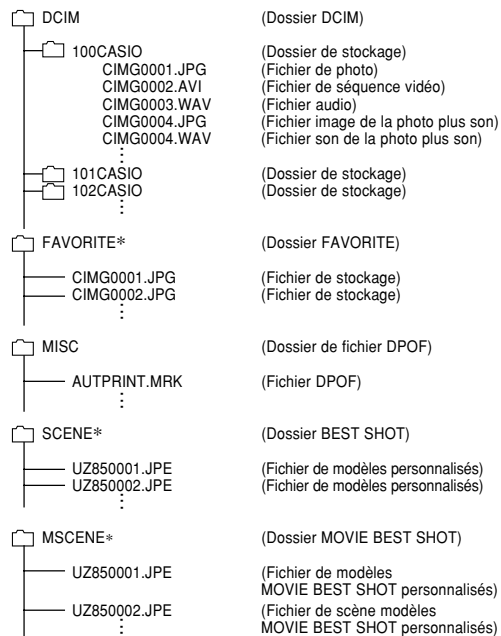 DCIM (Dossier DCIM)
100CASIO (Dossier de stockage)
CIMG0001.JPG (Fichier de photo)
CIMG0002.AVI (Fichier de séquence vidéo)
CIMG0003.WAV (Fichier audio)
CIMG0004.JPG (Fichier image de la photo plus son)
CIMG0004.WAV (Fichier son de la photo plus son)
101CASIO (Dossier de stockage)
102CASIO (Dossier de stockage)
FAVORITE* (Dossier FAVORITE)
CIMG0001.JPG (Fichier de stockage)
CIMG0002.JPG (Fichier de stockage)
MISC (Dossier de fichier DPOF)
AUTPRINT.MRK (Fichier DPOF)
SCENE* (Dossier BEST SHOT)
UZ850001.JPE (Fichier de modèles personnalisés)
UZ850002.JPE (Fichier de modèles personnalisés)
MSCENE* (Dossier MOVIE BEST SHOT)
UZ850001.JPE (Fichier de modèles
MOVIE BEST SHOT personnalisés)
UZ850002.JPE (Fichier de scène modèles
MOVIE BEST SHOT personnalisés)